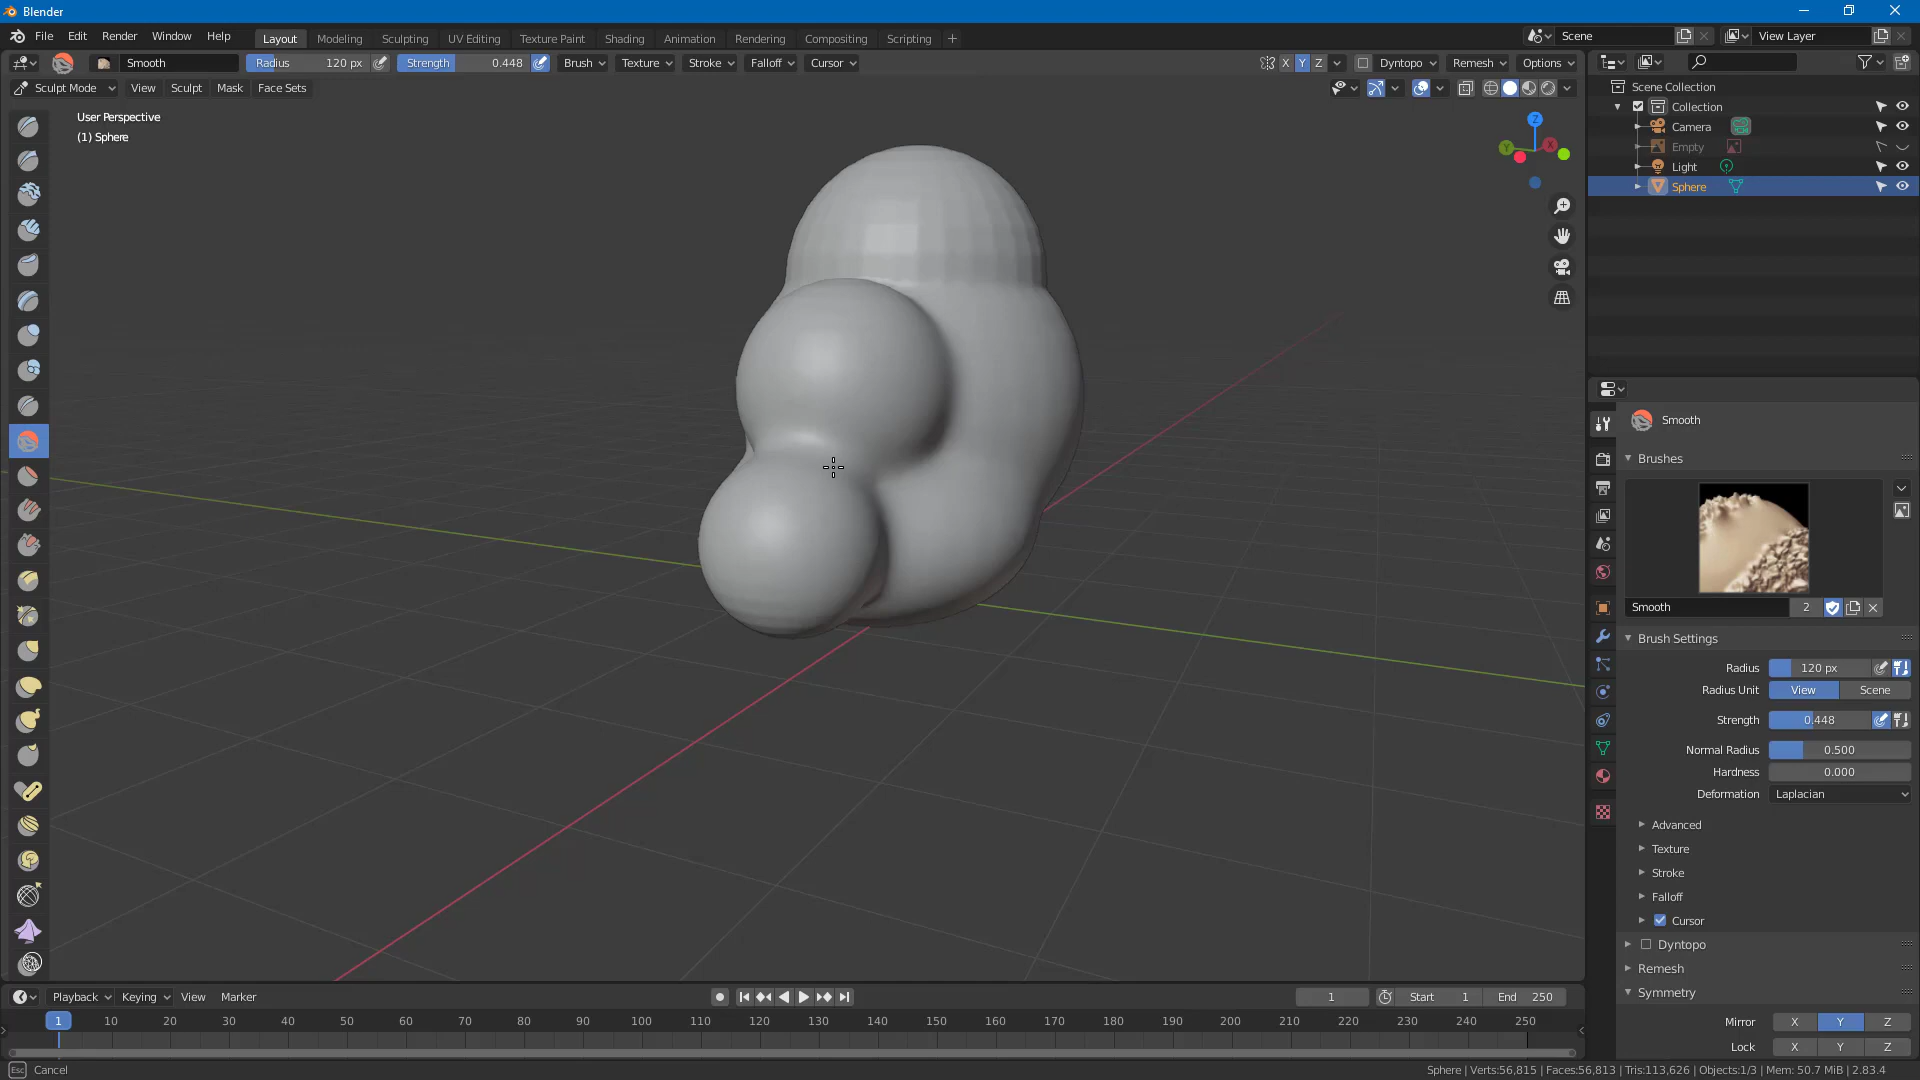 Blender
File Edit Render Window Help Layout Modeling Sculpting UV Editing Texture Paint Shading Animation Rendering Compositing Scripting + Scene View Layer
Smooth Radius 120 px Strength 0.448 Brush Texture Stroke Falloff Cursor X Y Z Dyntopo Remesh Options
Sculpt Mode View Sculpt Mask Face Sets
User Perspective
(1) Sphere
Z
Y
X
Scene Collection
Collection
Camera
Empty
Light
Sphere
Smooth
Brushes
Smooth 2
Brush Settings
Radius 120 px
Radius Unit View Scene
Strength 0.448
Normal Radius 0.500
Hardness 0.000
Deformation Laplacian
Advanced
Texture
Stroke
Falloff
Cursor
Dyntopo
Remesh
Symmetry
Mirror X Y Z
Lock X Y Z
Playback Keying View Marker 1 Start 1 End 250
1 10 20 30 40 50 60 70 80 90 100 110 120 130 140 150 160 170 180 190 200 210 220 230 240 250
Esc Cancel Sphere | Verts:56,815 | Faces:56,813 | Tris:113,626 | Objects:1/3 | Mem: 50.7 MiB | 2.83.4